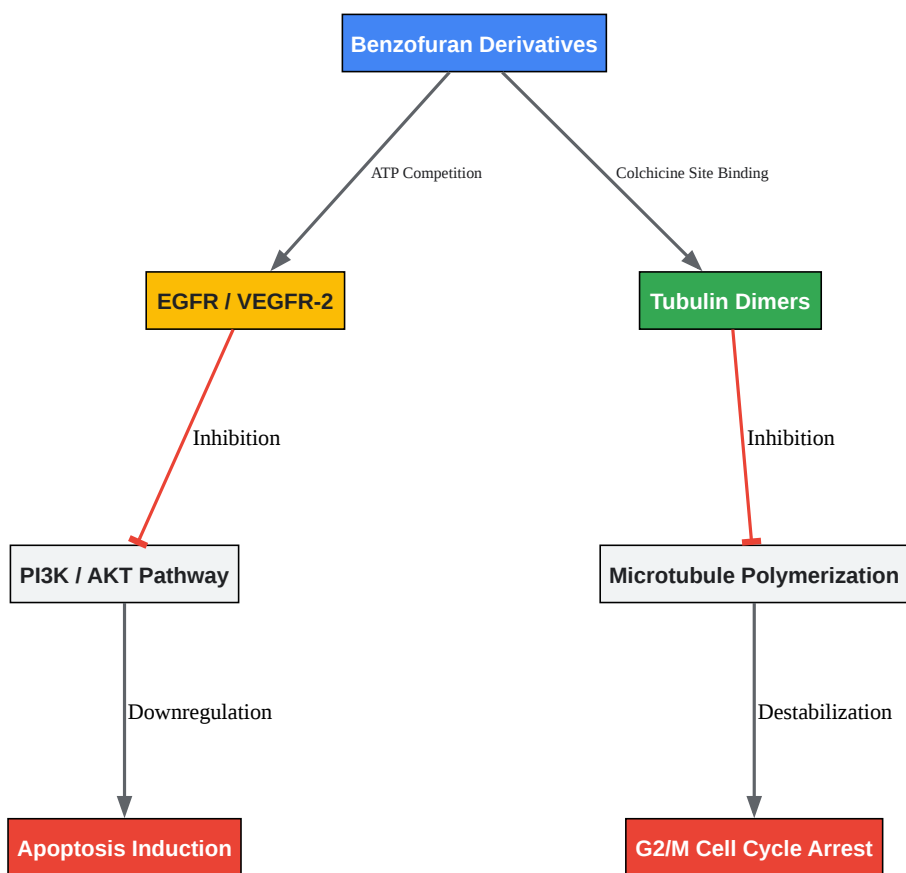 Benzofuran Derivatives
ATP Competition
Colchicine Site Binding
EGFR / VEGFR-2
Tubulin Dimers
Inhibition
Inhibition
PI3K / AKT Pathway
Microtubule Polymerization
Downregulation
Destabilization
Apoptosis Induction
G2/M Cell Cycle Arrest